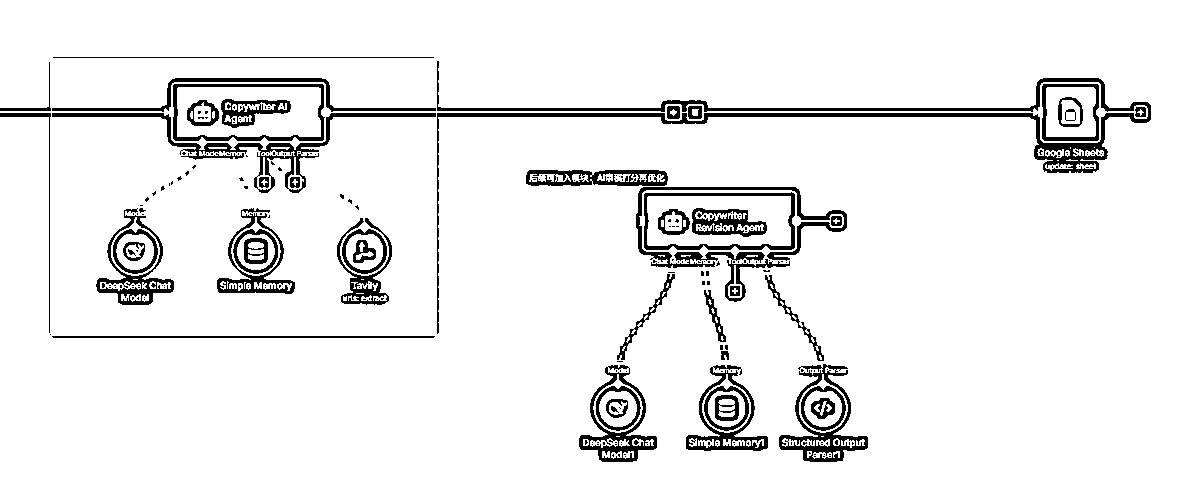 Copywriter AI
Agent
Chat Model
Memory
Tool
Output Parser
Model
Memory
DeepSeek Chat
Model
Simple Memory
Tavily
urls: extract
Google Sheets
update: sheet
后续可加入模块：AI审稿打分再优化
Copywriter
Revision Agent
Chat Model
Memory
Tool
Output Parser
Model
Memory
Output Parser
DeepSeek Chat
Model1
Simple Memory1
Structured Output
Parser1